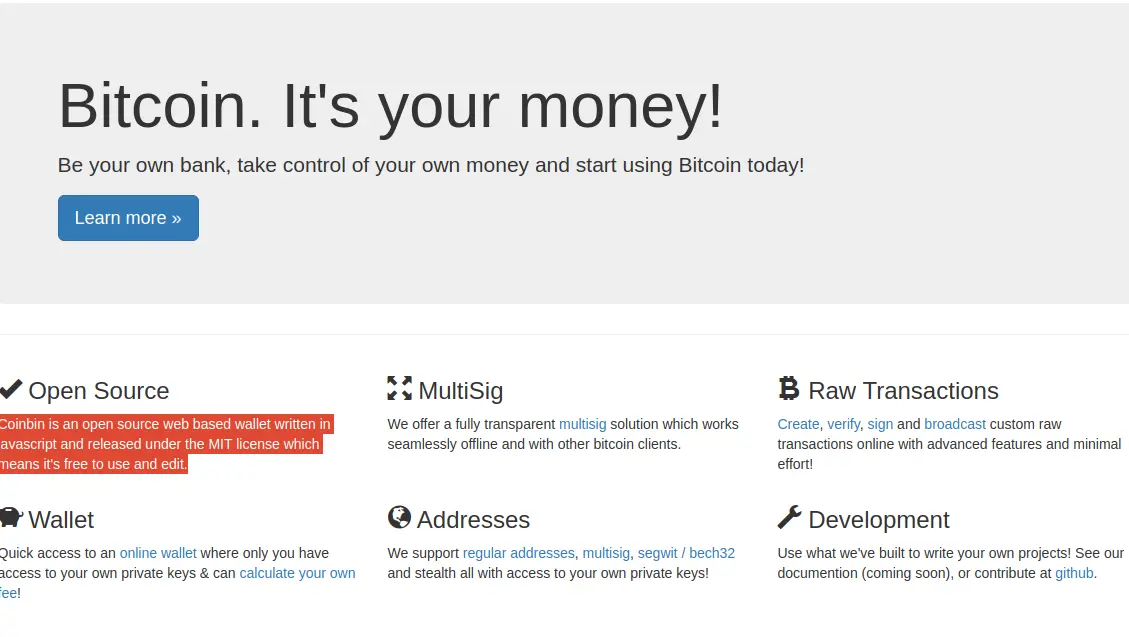 Bitcoin. It's your money!
Be your own bank, take control of your own money and start using Bitcoin today!
Learn more »
Open Source
Coinbin is an open source web based wallet written in
javascript and released under the MIT license which
means it's free to use and edit.
MultiSig
We offer a fully transparent multisig solution which works
seamlessly offline and with other bitcoin clients.
Raw Transactions
Create, verify, sign and broadcast custom raw
transactions online with advanced features and minimal
effort!
Wallet
Quick access to an online wallet where only you have
access to your own private keys & can calculate your own
fee!
Addresses
We support regular addresses, multisig, segwit / bech32
and stealth all with access to your own private keys!
Development
Use what we've built to write your own projects! See our
documention (coming soon), or contribute at github.